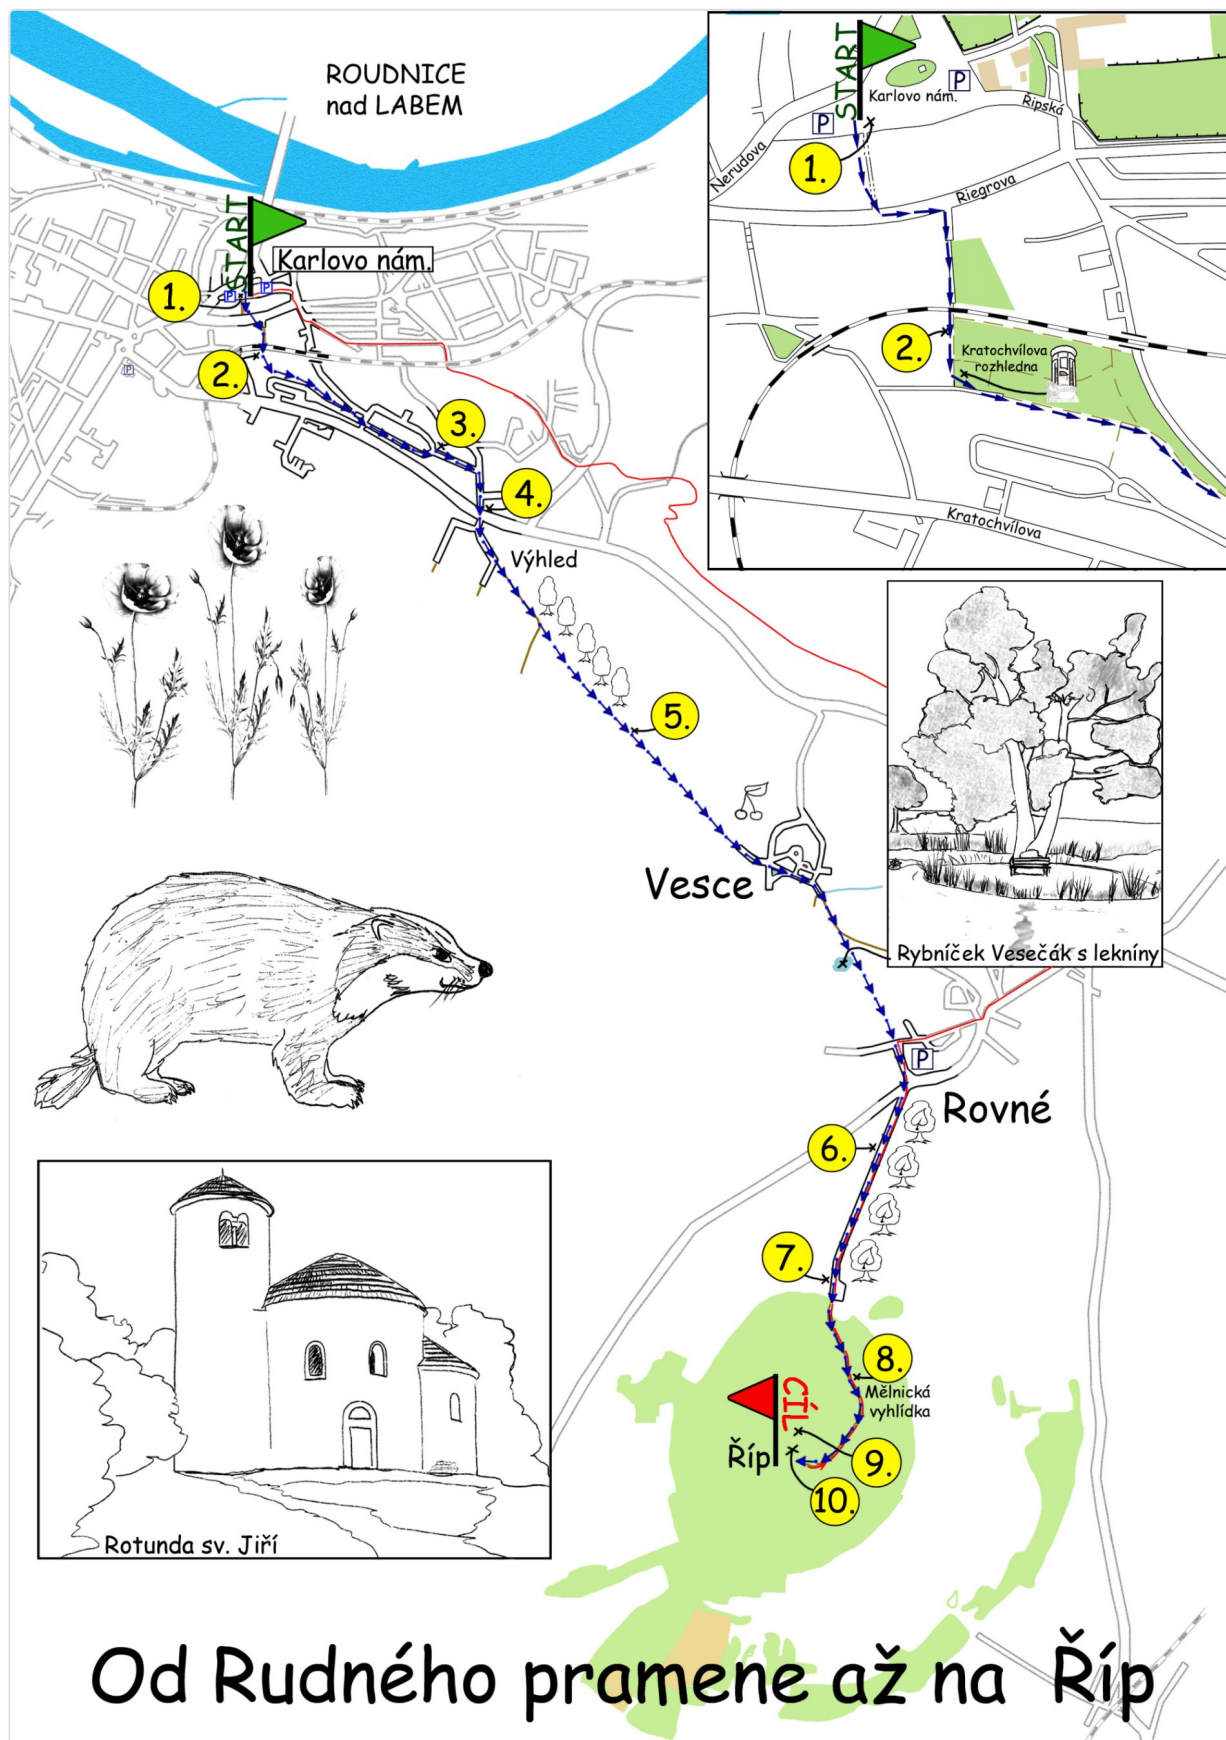 ROUDNICE
nad LABEM
START
Karlovo nám.
P
P
P
1.
2.
3.
4.
Výhled
5.
Vesce
Rovné
P
6.
7.
8.
Mělnická
vyhlídka
CÍL
Říp
9.
10.
START
Karlovo nám.
P
P
Řipská
1.
Nerudova
Riegrova
2.
Kratochvílova
rozhledna
Kratochvílova
Rybníček Vesečák s lekníny
Rotunda sv. Jiří
Od Rudného pramene až na Říp